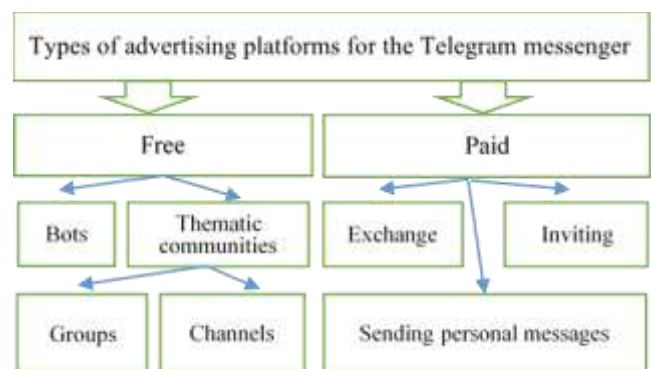 Types of advertising platforms for the Telegram messenger
Free
Paid
Bots
Thematic
communities
Exchange
Inviting
Groups
Channels
Sending personal messages